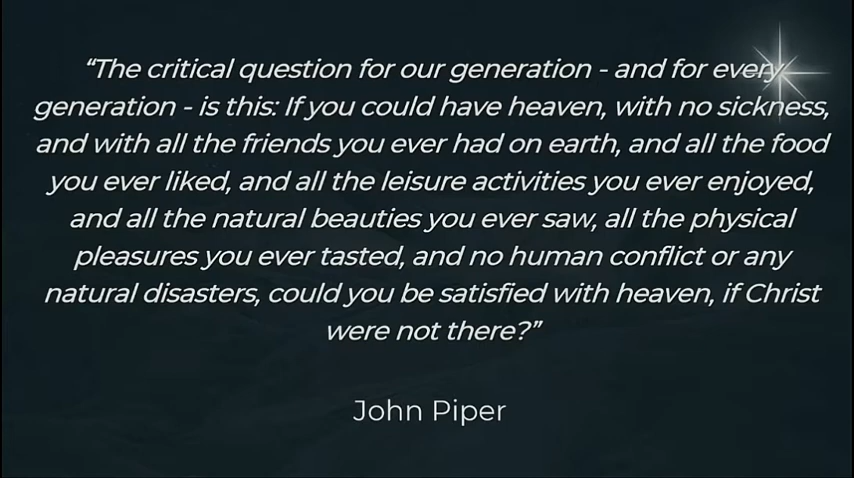 “The critical question for our generation - and for every
generation - is this: If you could have heaven, with no sickness,
and with all the friends you ever had on earth, and all the food
you ever liked, and all the leisure activities you ever enjoyed,
and all the natural beauties you ever saw, all the physical
pleasures you ever tasted, and no human conflict or any
natural disasters, could you be satisfied with heaven, if Christ
were not there?”
John Piper